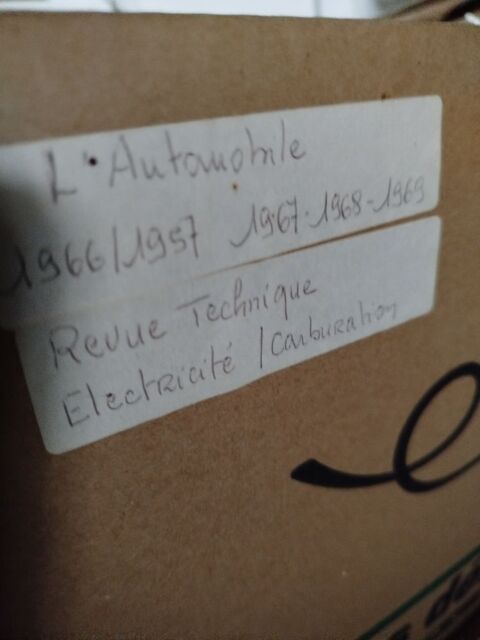 L'Automobile
1966/1957 1967-1968-1969
Revue Technique
Electricité / Carburation